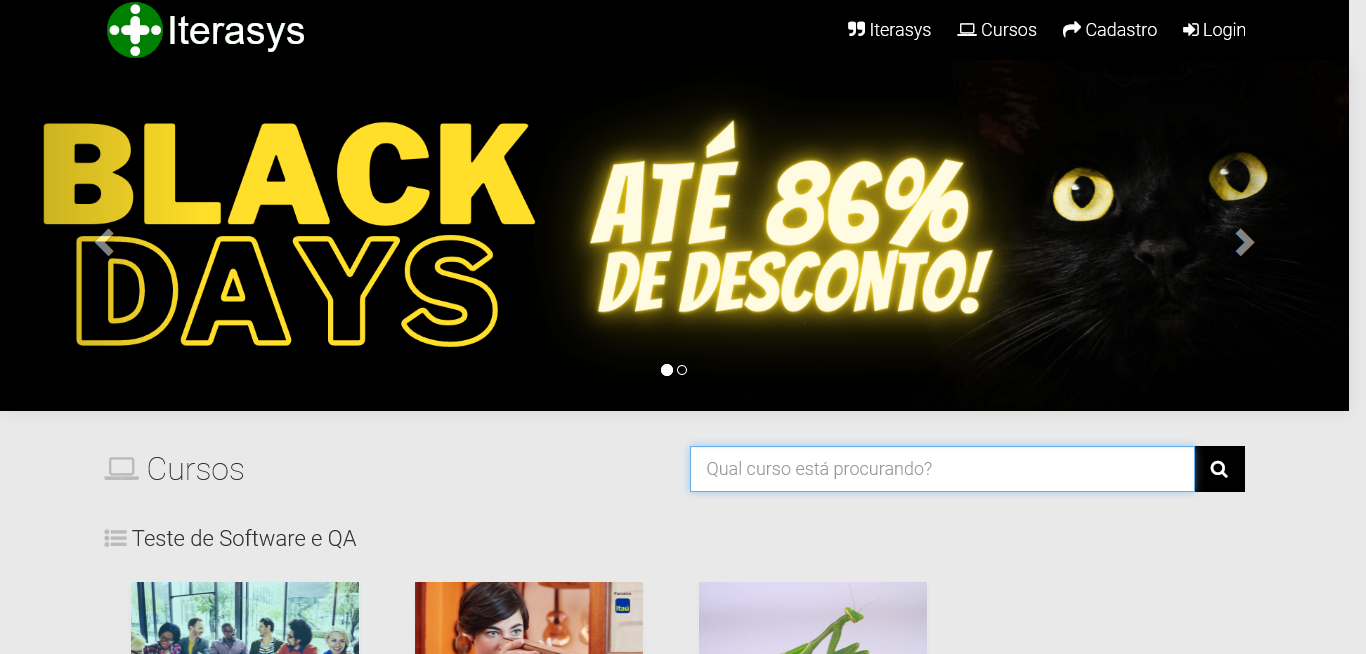 Iterasys
Iterasys Cursos Cadastro Login
BLACK
DAYS
ATÉ 86%
DE DESCONTO!
Cursos
Qual curso está procurando?
Teste de Software e QA
Parceiro
Itaú